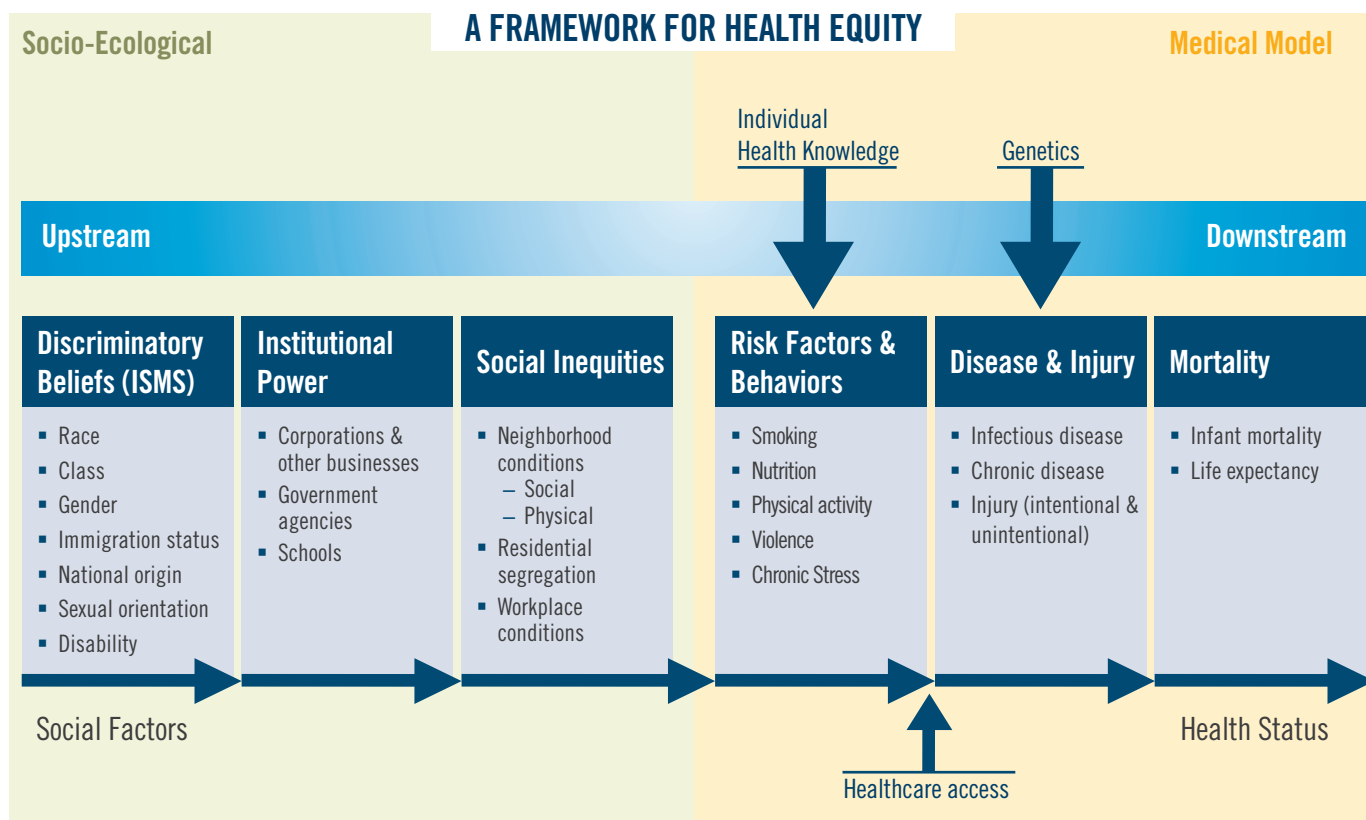 A FRAMEWORK FOR HEALTH EQUITY
Socio-Ecological
Medical Model
Individual
Health Knowledge
Genetics
Upstream
Downstream
Discriminatory
Beliefs (ISMS)
▪ Race
▪ Class
▪ Gender
▪ Immigration status
▪ National origin
▪ Sexual orientation
▪ Disability
Institutional
Power
▪ Corporations &
other businesses
▪ Government
agencies
▪ Schools
Social Inequities
▪ Neighborhood
conditions
– Social
– Physical
▪ Residential
segregation
▪ Workplace
conditions
Risk Factors &
Behaviors
▪ Smoking
▪ Nutrition
▪ Physical activity
▪ Violence
▪ Chronic Stress
Disease & Injury
▪ Infectious disease
▪ Chronic disease
▪ Injury (intentional &
unintentional)
Mortality
▪ Infant mortality
▪ Life expectancy
Social Factors
Health Status
Healthcare access